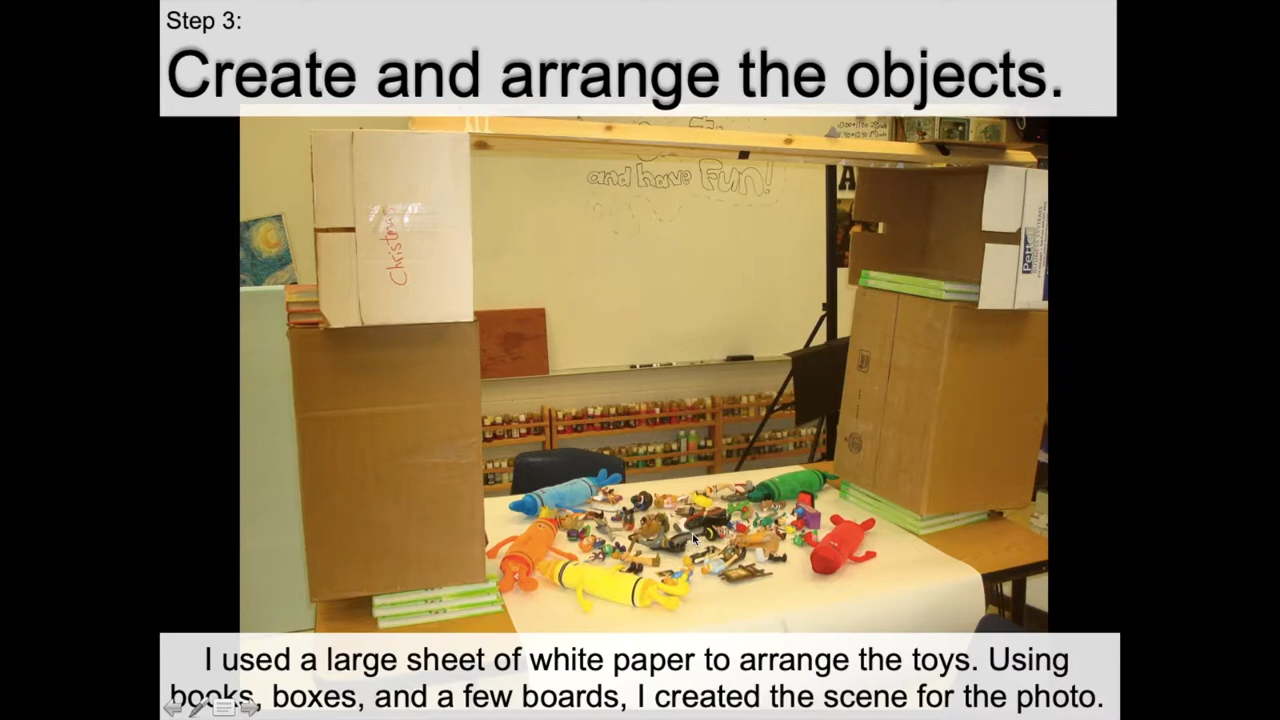 Step 3:
Create and arrange the objects.
and have Fun!
Christmas
A
I used a large sheet of white paper to arrange the toys. Using
books, boxes, and a few boards, I created the scene for the photo.